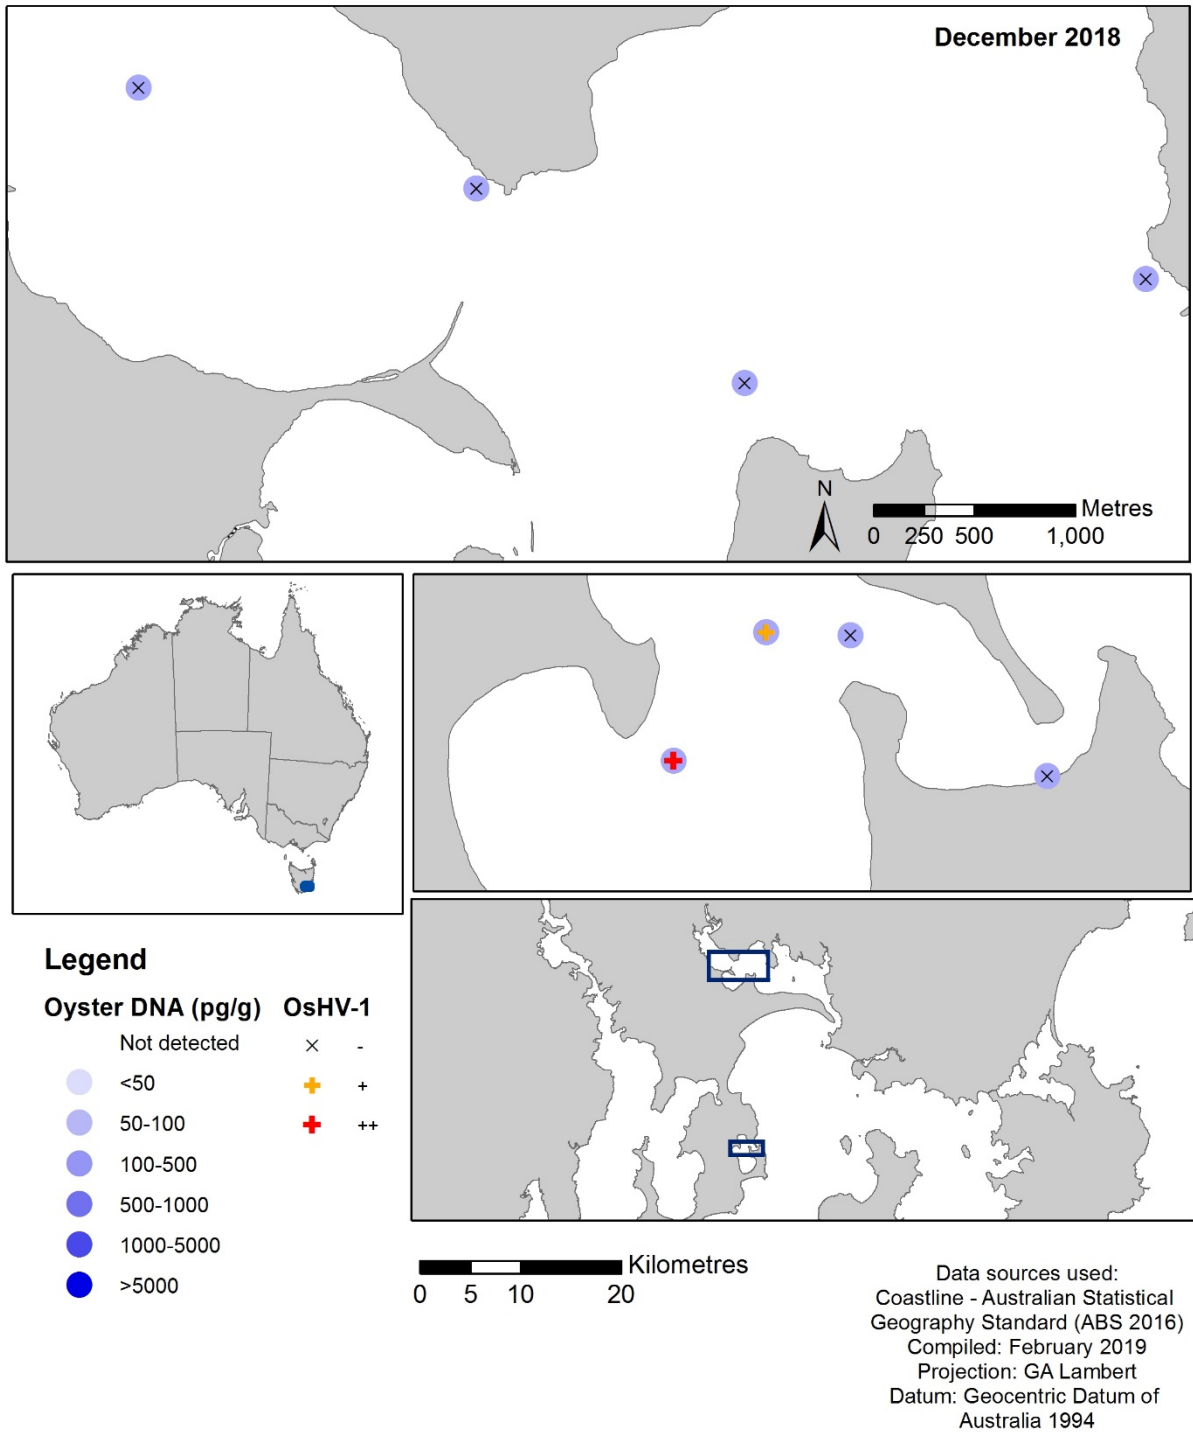 December 2018
N
Metres
0 250 500 1,000
Legend
Oyster DNA (pg/g) OsHV-1
Not detected × -
<50 +
50-100 ++
100-500
500-1000
1000-5000
>5000
Kilometres
0 5 10 20
Data sources used:
Coastline - Australian Statistical
Geography Standard (ABS 2016)
Compiled: February 2019
Projection: GA Lambert
Datum: Geocentric Datum of
Australia 1994